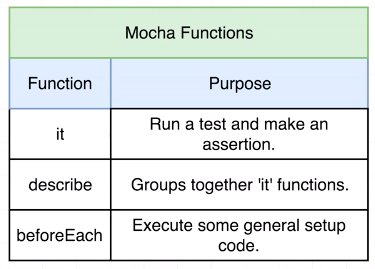 Mocha Functions
Function Purpose
it Run a test and make an
assertion.
describe Groups together 'it' functions.
beforeEach Execute some general setup
code.